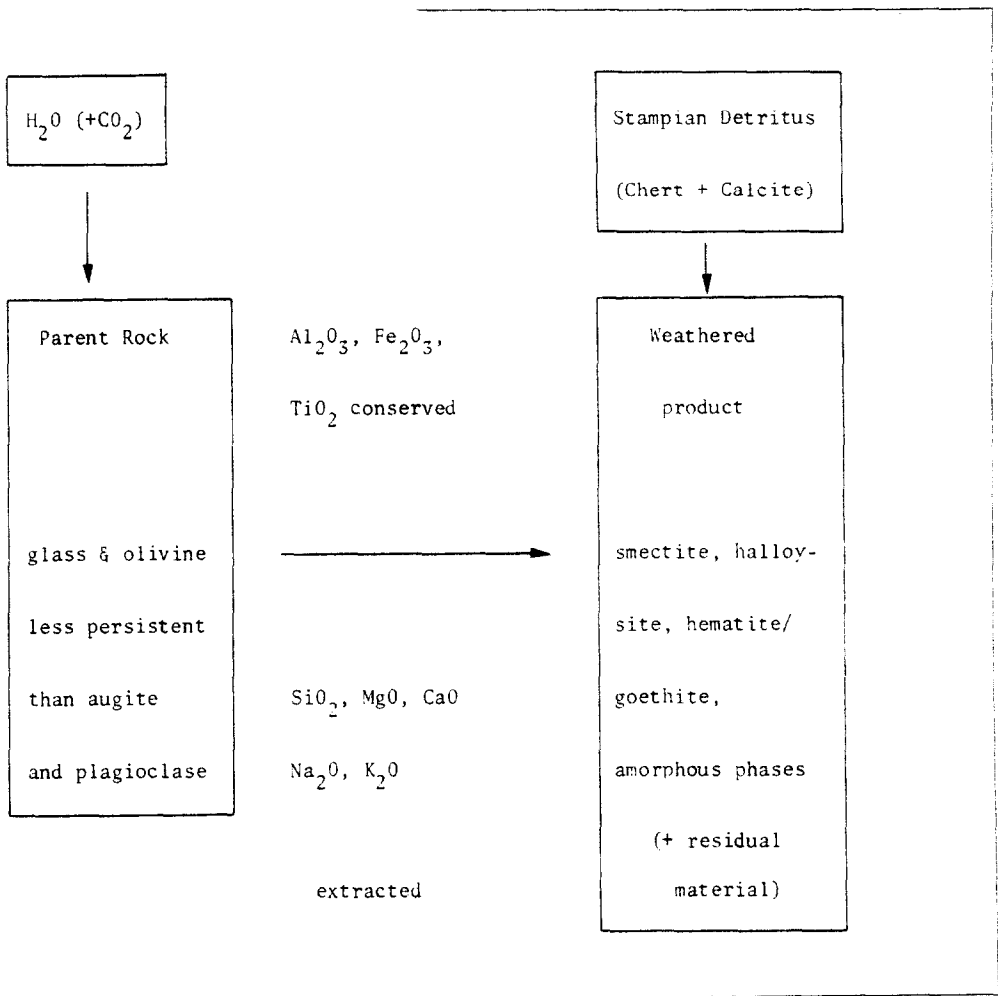 H₂O (+CO₂)
Stampian Detritus
(Chert + Calcite)
Parent Rock
glass & olivine
less persistent
than augite
and plagioclase
Al₂O₃, Fe₂O₃,
TiO₂ conserved
SiO₂, MgO, CaO
Na₂O, K₂O
extracted
Weathered
product
smectite, halloy-
site, hematite/
goethite,
amorphous phases
(+ residual
material)